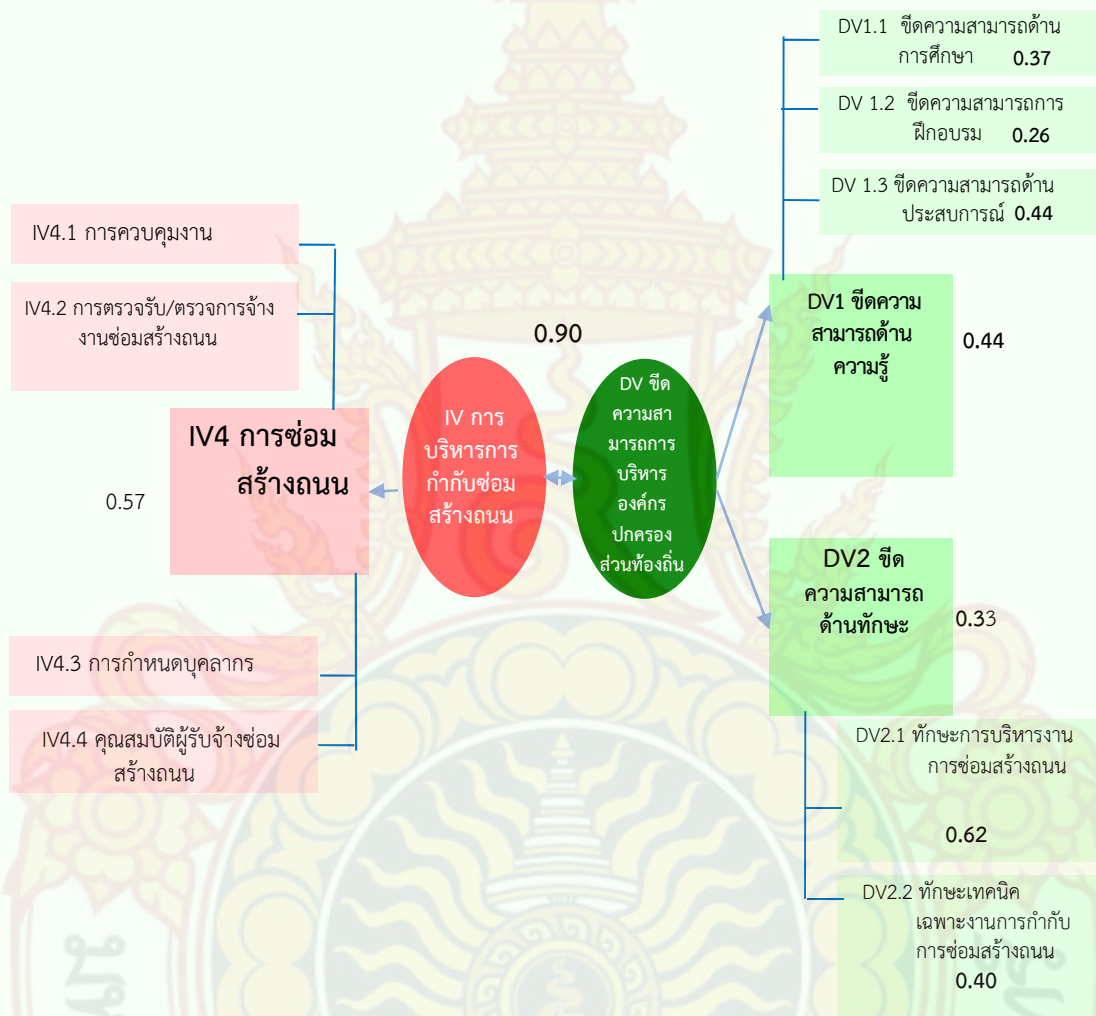 DV1.1 ขีดความสามารถด้าน
การศึกษา 0.37
DV 1.2 ขีดความสามารถการ
ฝึกอบรม 0.26
DV 1.3 ขีดความสามารถด้าน
ประสบการณ์ 0.44
IV4.1 การควบคุมงาน
IV4.2 การตรวจรับ/ตรวจการจ้าง
งานซ่อมสร้างถนน
IV4 การซ่อม
สร้างถนน
0.57
IV4.3 การกำหนดบุคลากร
IV4.4 คุณสมบัติผู้รับจ้างซ่อม
สร้างถนน
0.90
IV การ
บริหารการ
กำกับซ่อม
สร้างถนน
DV ขีด
ความสา
มารถการ
บริหาร
องค์กร
ปกครอง
ส่วนท้องถิ่น
DV1 ขีดความ
สามารถด้าน
ความรู้
0.44
DV2 ขีด
ความสามารถ
ด้านทักษะ
0.33
DV2.1 ทักษะการบริหารงาน
การซ่อมสร้างถนน
0.62
DV2.2 ทักษะเทคนิค
เฉพาะงานการกำกับ
การซ่อมสร้างถนน
0.40